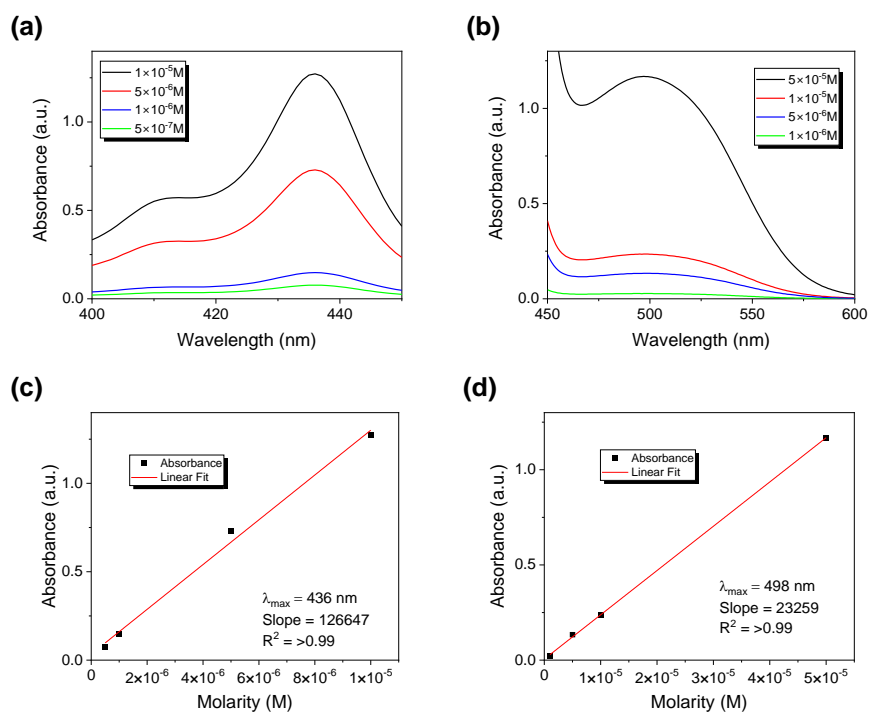 (a)
Absorbance (a.u.)
1.0
0.5
0.0
1×10⁻⁵M
5×10⁻⁶M
1×10⁻⁶M
5×10⁻⁷M
400
420
440
Wavelength (nm)
(b)
Absorbance (a.u.)
1.0
0.5
0.0
5×10⁻⁵M
1×10⁻⁵M
5×10⁻⁶M
1×10⁻⁶M
450
500
550
600
Wavelength (nm)
(c)
Absorbance (a.u.)
1.0
0.5
0.0
Absorbance
Linear Fit
λmax = 436 nm
Slope = 126647
R² = >0.99
0
2×10⁻⁶
4×10⁻⁶
6×10⁻⁶
8×10⁻⁶
1×10⁻⁵
Molarity (M)
(d)
Absorbance (a.u.)
1.0
0.5
0.0
Absorbance
Linear Fit
λmax = 498 nm
Slope = 23259
R² = >0.99
0
1×10⁻⁵
2×10⁻⁵
3×10⁻⁵
4×10⁻⁵
5×10⁻⁵
Molarity (M)